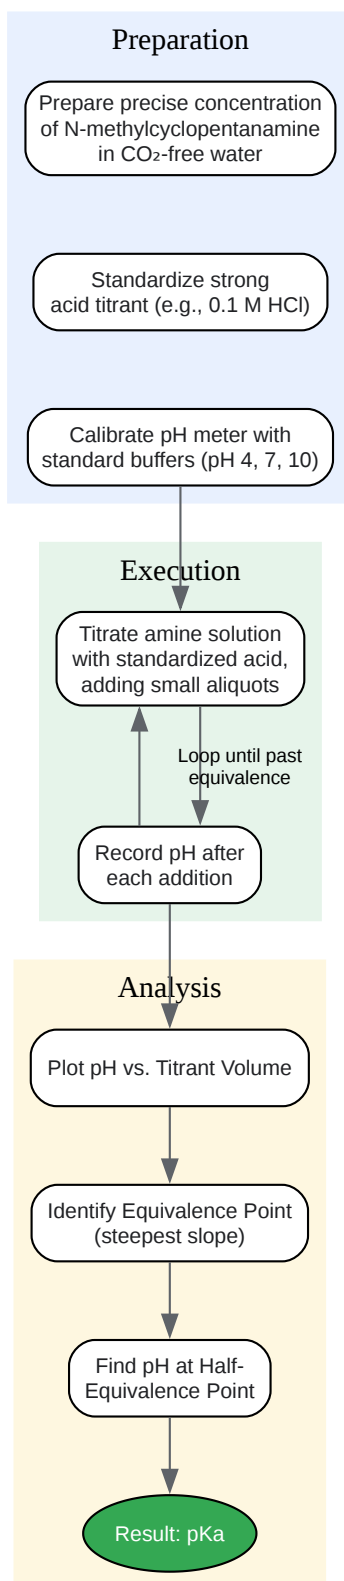 Preparation
Prepare precise concentration
of N-methylcyclopentanamine
in CO₂-free water
Standardize strong
acid titrant (e.g., 0.1 M HCl)
Calibrate pH meter with
standard buffers (pH 4, 7, 10)
Execution
Titrate amine solution
with standardized acid,
adding small aliquots
Loop until past
equivalence
Record pH after
each addition
Analysis
Plot pH vs. Titrant Volume
Identify Equivalence Point
(steepest slope)
Find pH at Half-
Equivalence Point
Result: pKa